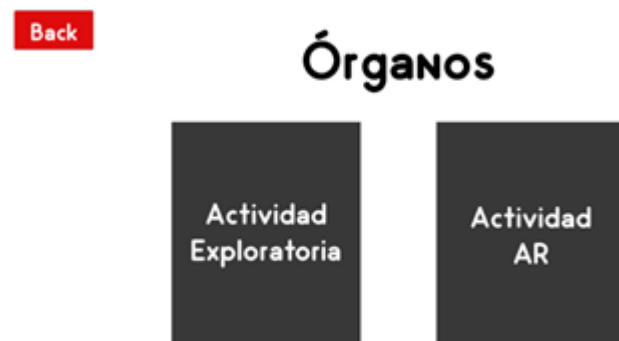 Back
Órganos
Actividad
Exploratoria
Actividad
AR